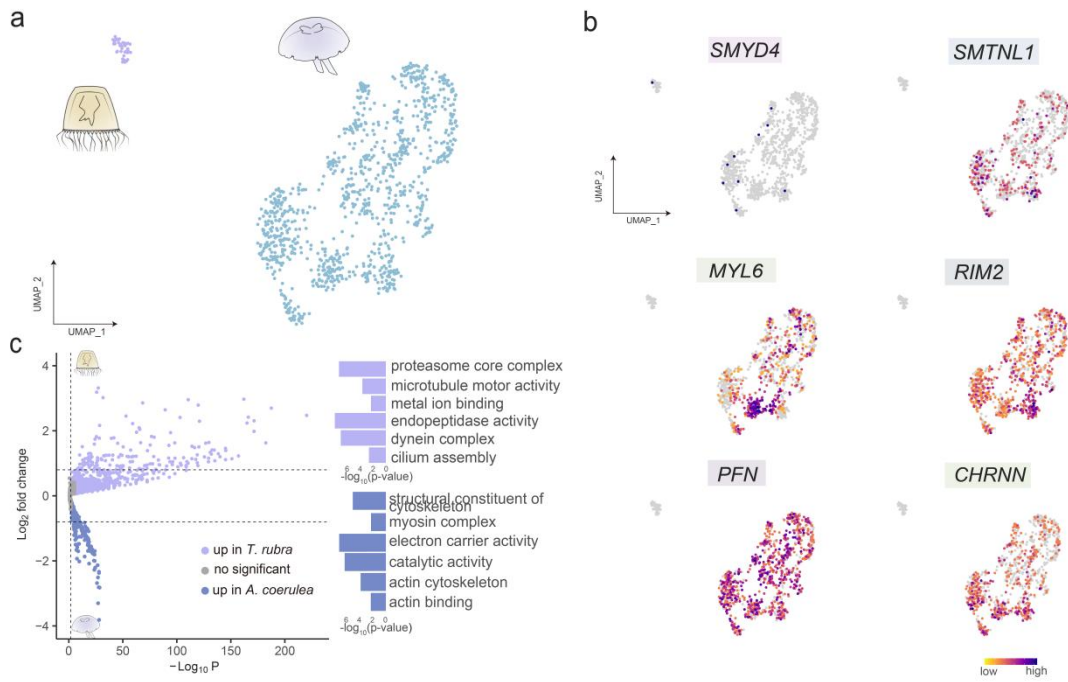 a
UMAP_2
UMAP_1
b
SMYD4
SMTNL1
UMAP_2
UMAP_1
MYL6
RIM2
PFN
CHRNN
low
high
c
Log2 fold change
4
2
0
−2
−4
0
50
100
150
200
−Log10 P
up in T. rubra
no significant
up in A. coerulea
proteasome core complex
microtubule motor activity
metal ion binding
endopeptidase activity
dynein complex
cilium assembly
6 4 2 0
-log10(p-value)
structural constituent of
cytoskeleton
myosin complex
electron carrier activity
catalytic activity
actin cytoskeleton
actin binding
6 4 2 0
-log10(p-value)